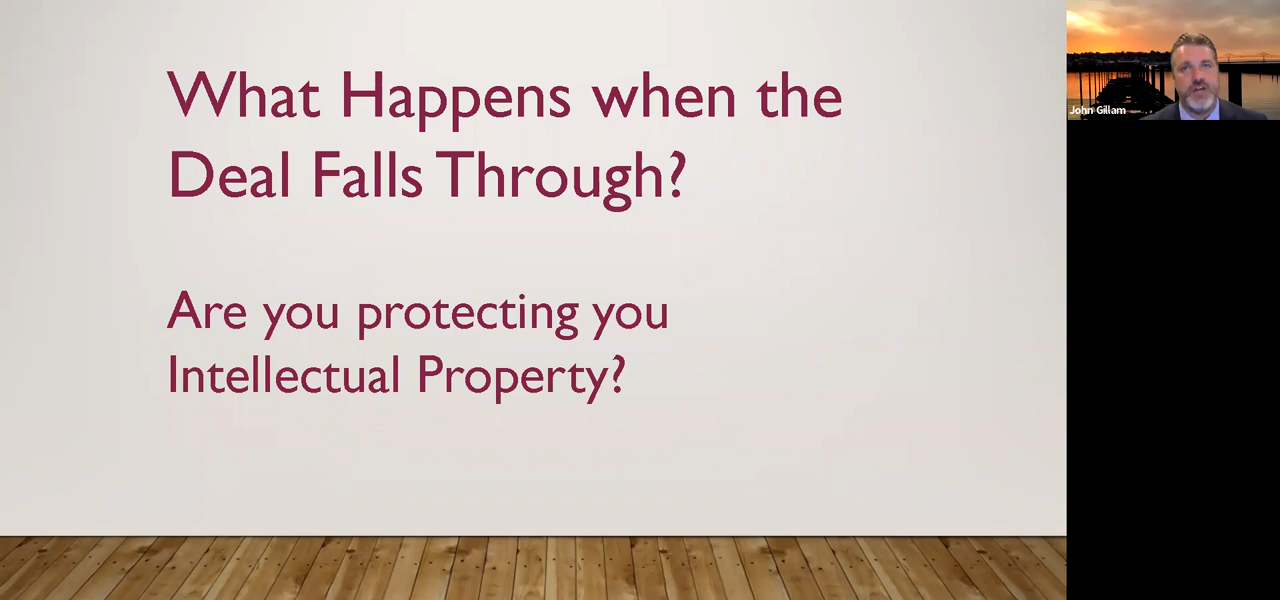 What Happens when the
Deal Falls Through?
Are you protecting you
Intellectual Property?
John Gillam